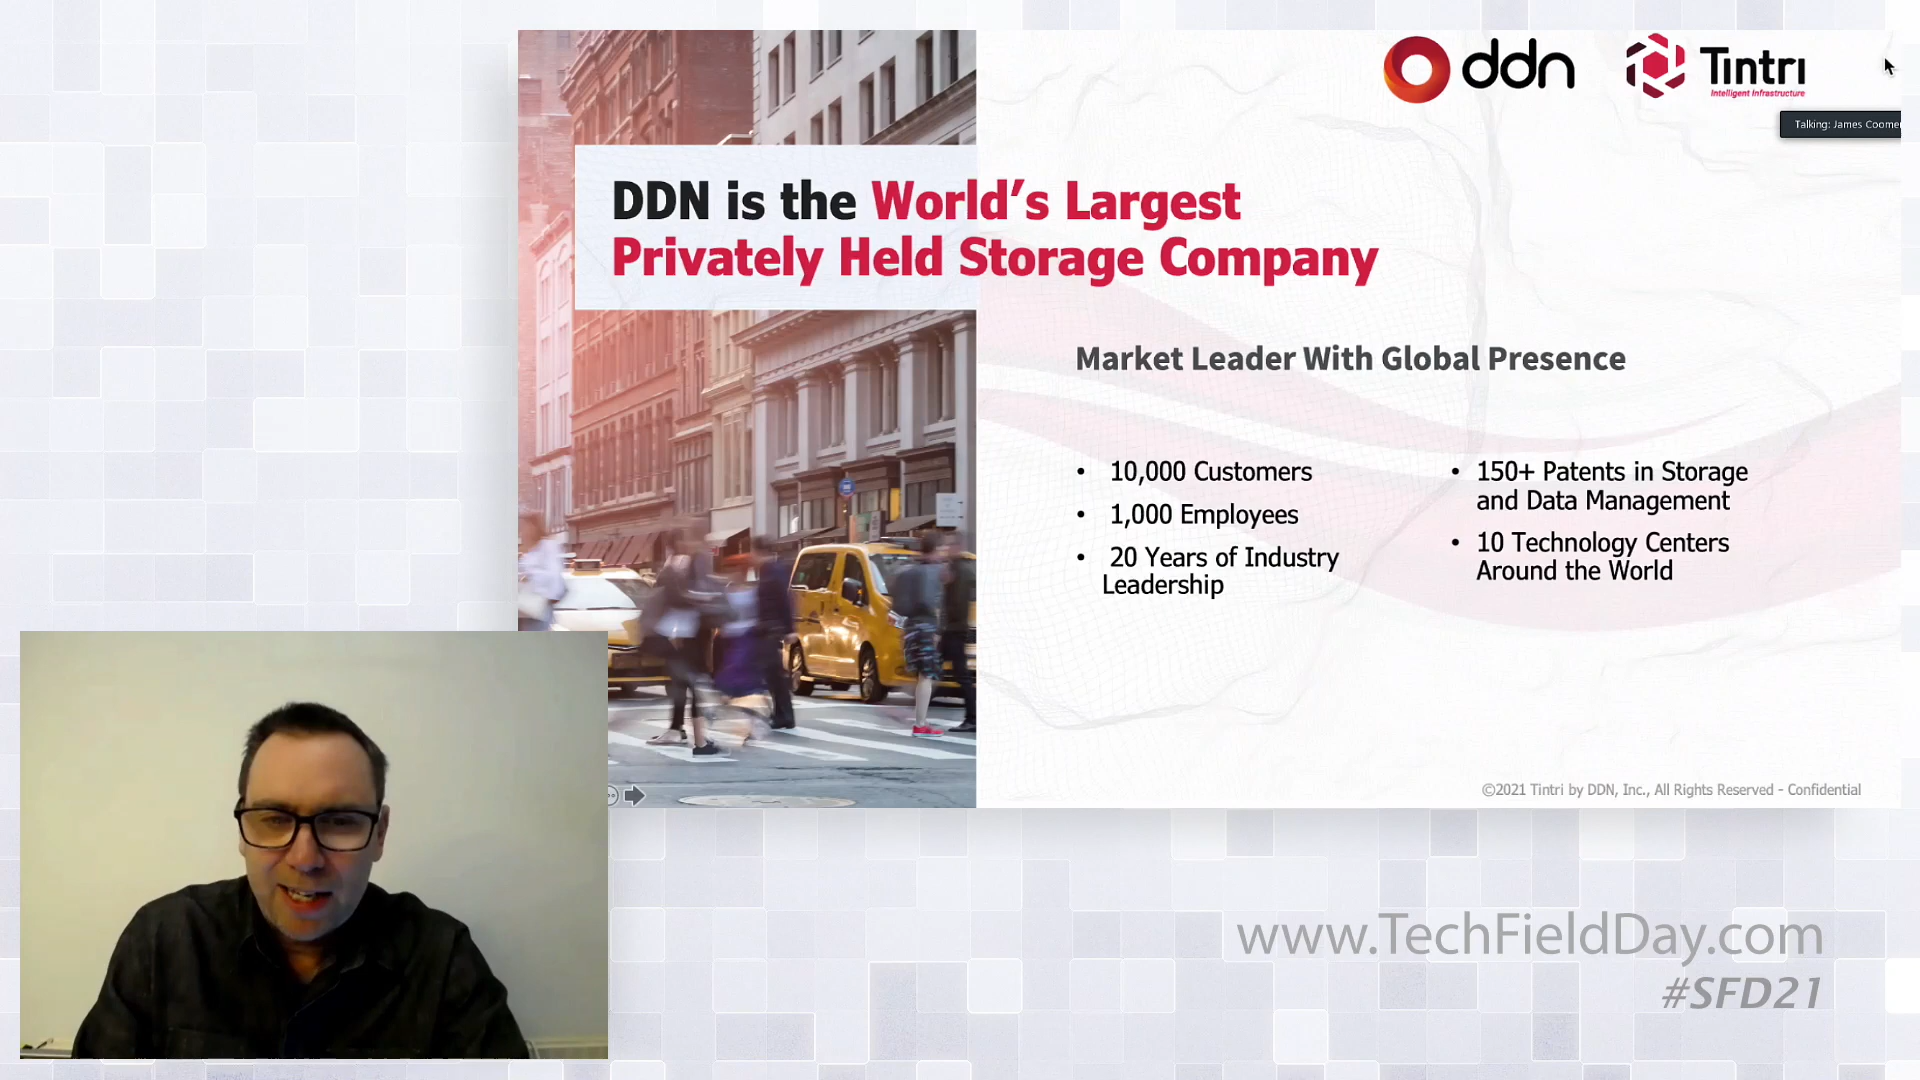 ddn
Tintri
Intelligent Infrastructure
Talking: James Coomer
DDN is the World's Largest
Privately Held Storage Company
Market Leader With Global Presence
• 10,000 Customers
• 1,000 Employees
• 20 Years of Industry
Leadership
• 150+ Patents in Storage
and Data Management
• 10 Technology Centers
Around the World
©2021 Tintri by DDN, Inc., All Rights Reserved - Confidential
www.TechFieldDay.com
#SFD21